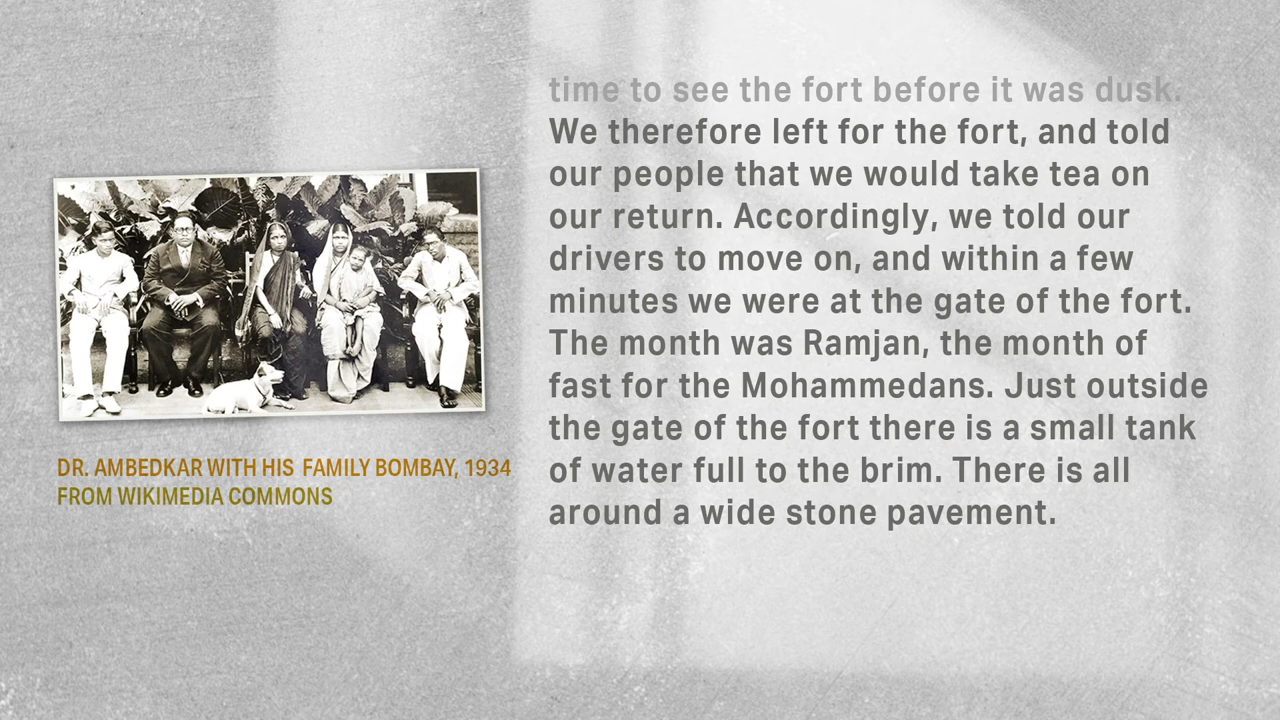 time to see the fort before it was dusk.
We therefore left for the fort, and told
our people that we would take tea on
our return. Accordingly, we told our
drivers to move on, and within a few
minutes we were at the gate of the fort.
The month was Ramjan, the month of
fast for the Mohammedans. Just outside
the gate of the fort there is a small tank
of water full to the brim. There is all
around a wide stone pavement.
DR. AMBEDKAR WITH HIS FAMILY BOMBAY, 1934
FROM WIKIMEDIA COMMONS